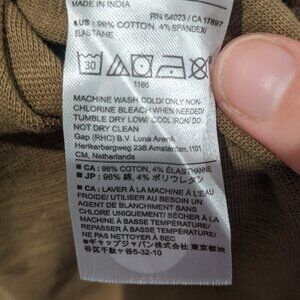 MADE IN INDIA
RN 54023 / CA 17897
US : 96% COTTON, 4% SPANDEX/
ELASTANE
30
1166
MACHINE WASH COLD/ONLY NON-
CHLORINE BLEACH / WHEN NEEDED/
TUMBLE DRY LOW / COOL IRON/ DO
NOT DRY CLEAN
Gap (RHC) B.V. Luna Arena
Herikerbergweg 238 Amsterdam, 1101
CM, Netherlands
CA : 96% COTTON, 4% ÉLASTHANNE
JP : 96% 綿, 4% ポリウレタン
CA : LAVER À LA MACHINE À L'EAU
FROIDE/ UTILISER AU BESOIN UN
AGENT DE BLANCHIMENT SANS
CHLORE UNIQUEMENT/ SÉCHER À LA
MACHINE À BASSE TEMPÉRATURE/
REPASSER À BASSE TEMPÉRATURE/
NE PAS NETTOYER À SEC
ギャップジャパン株式会社 東京都渋
谷区千駄ヶ谷5-32-10